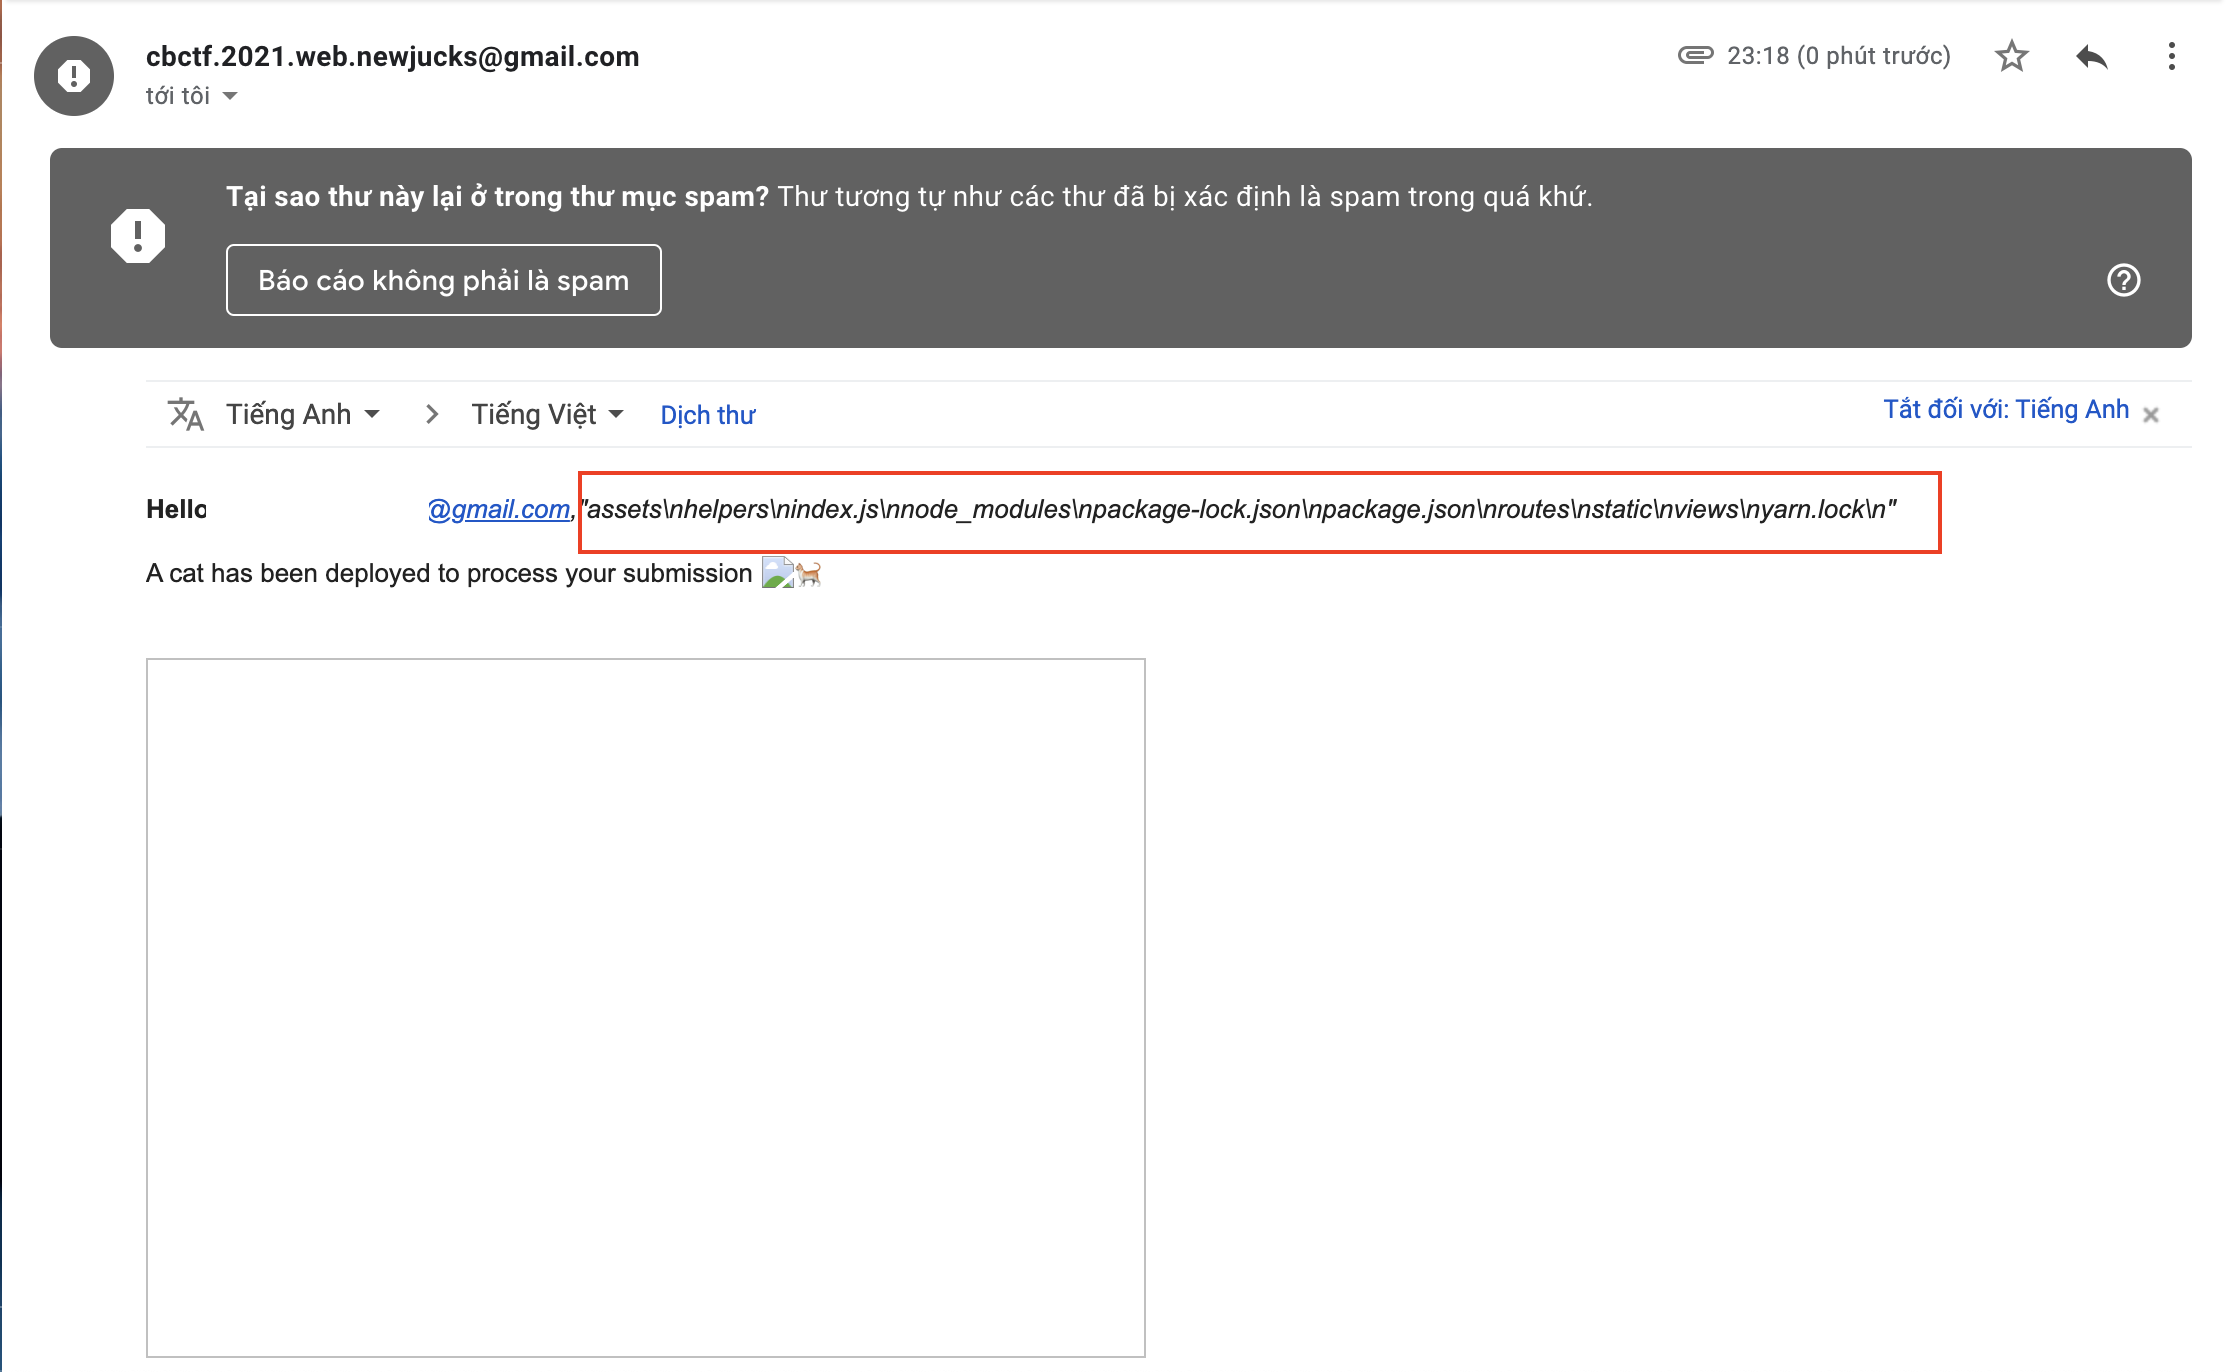 cbctf.2021.web.newjucks@gmail.com
23:18 (0 phút trước)
tới tôi
Tại sao thư này lại ở trong thư mục spam? Thư tương tự như các thư đã bị xác định là spam trong quá khứ.
Báo cáo không phải là spam
Tiếng Anh > Tiếng Việt Dịch thư
Tắt đối với: Tiếng Anh
Hello @gmail.com,"assets\nhelpers\nindex.js\nnode_modules\npackage-lock.json\npackage.json\nroutes\nstatic\nviews\nyarn.lock\n"
A cat has been deployed to process your submission 🐈